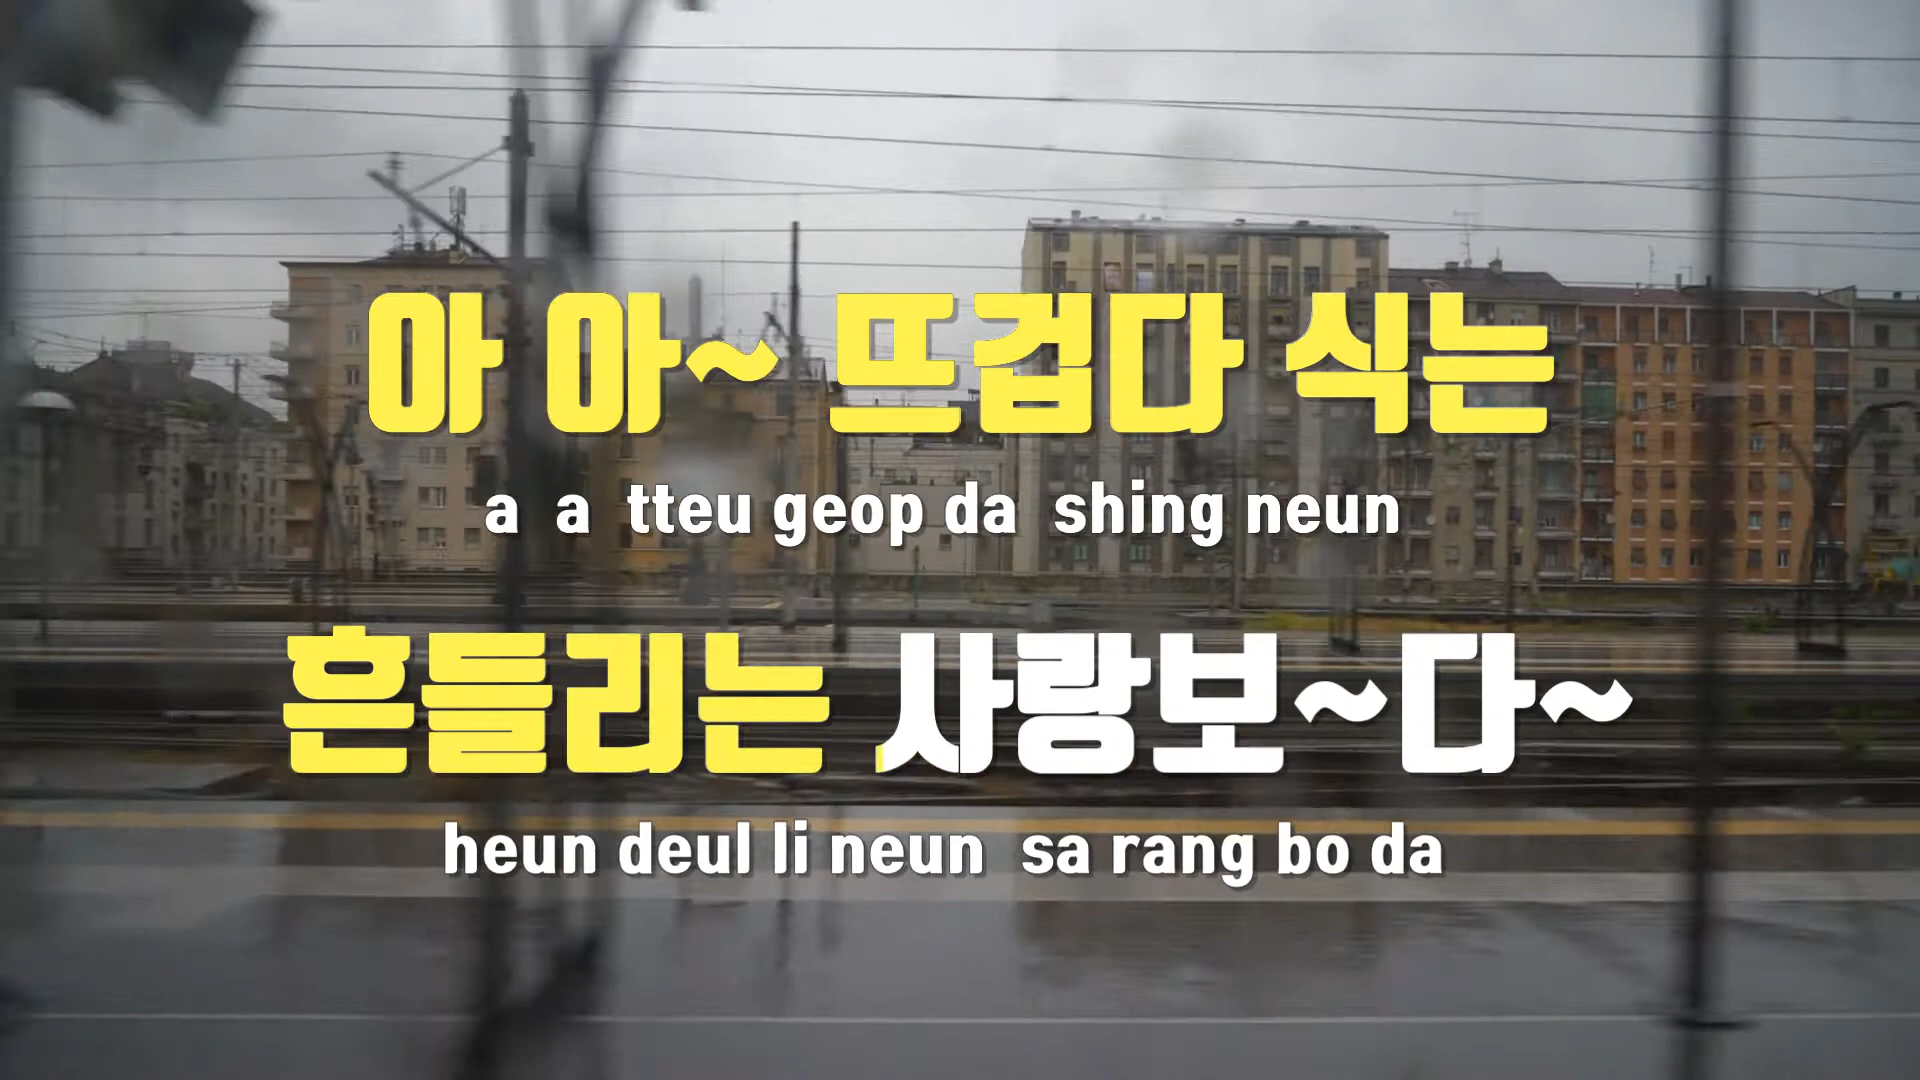 아 아~ 뜨겁다 식는
a a tteu geop da shing neun
흔들리는 사랑보~다~
heun deul li neun sa rang bo da